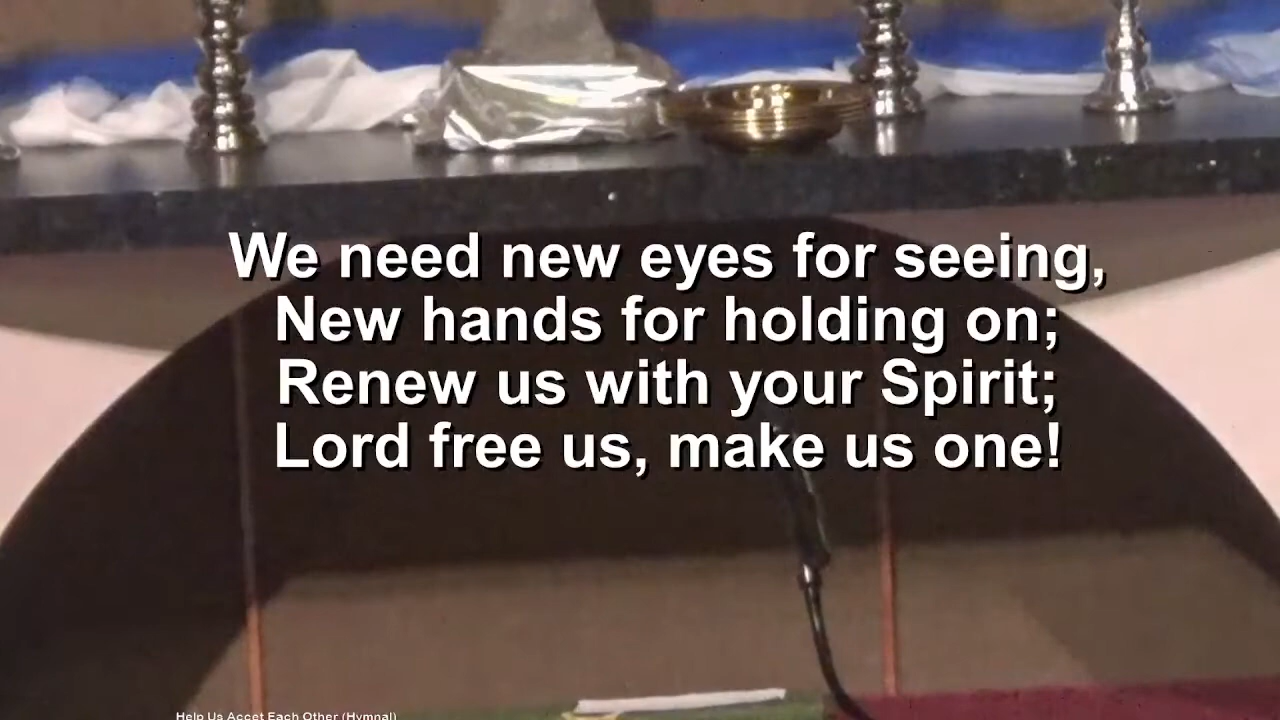 We need new eyes for seeing,
New hands for holding on;
Renew us with your Spirit;
Lord free us, make us one!
Help Us Accet Each Other (Hymnal)